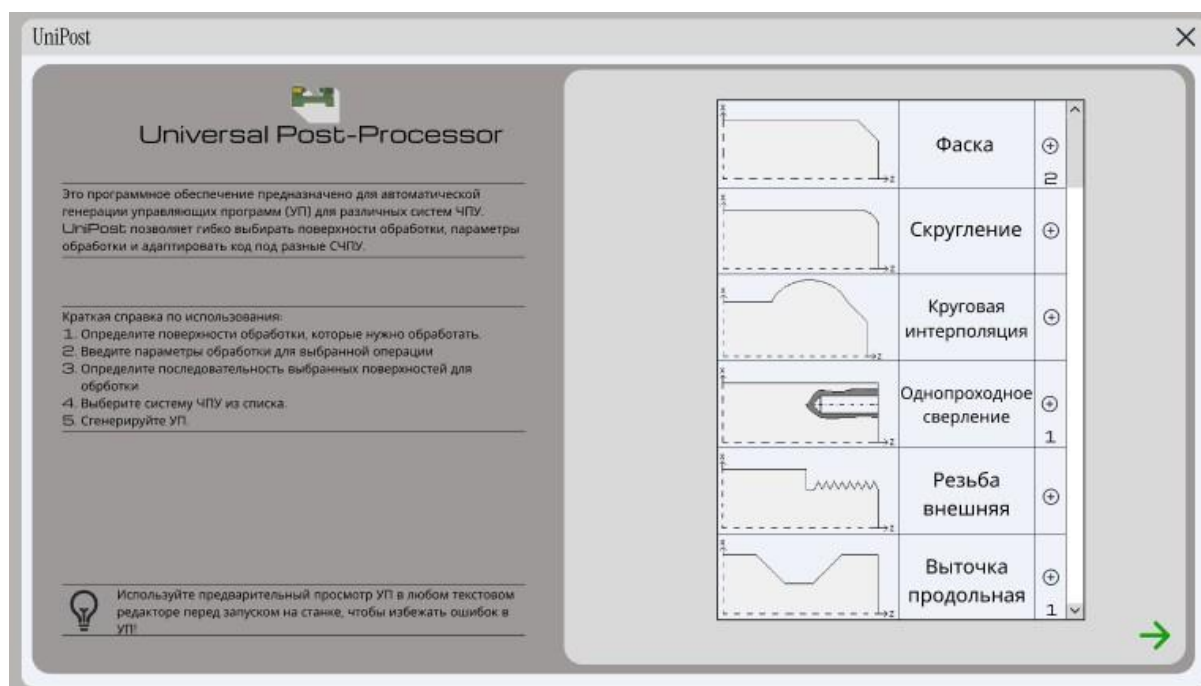 UniPost
Universal Post-Processor
Это программное обеспечение предназначено для автоматической
генерации управляющих программ (УП) для различных систем ЧПУ.
UniPost позволяет гибко выбирать поверхности обработки, параметры
обработки и адаптировать код под разные СЧПУ.
Краткая справка по использования:
1. Определите поверхности обработки, которые нужно обработать.
2. Введите параметры обработки для выбранной операции
3. Определите последовательность выбранных поверхностей для
обрботки
4. Выберите систему ЧПУ из списка.
5. Сгенерируйте УП.
Используйте предварительный просмотр УП в любом текстовом
редакторе перед запуском на станке, чтобы избежать ошибок в
УП!
x
z
Фаска
2
x
z
Скругление
x
z
Круговая
интерполяция
x
z
Однопроходное
сверление
1
x
z
Резьба
внешняя
x
z
Выточка
продольная
1